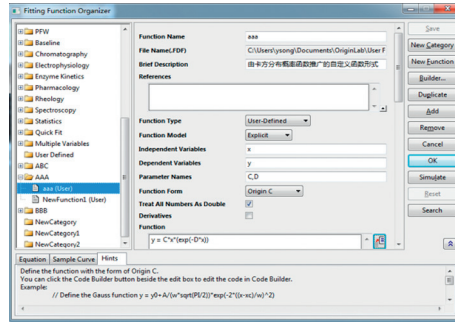 Fitting Function Organizer
PFW
Baseline
Chromatography
Electrophysiology
Enzyme Kinetics
Pharmacology
Rheology
Spectroscopy
Statistics
Quick Fit
Multiple Variables
User Defined
ABC
AAA
aaa (User)
NewFunction1 (User)
BBB
NewCategory
NewCategory1
NewCategory2
Function Name
aaa
File Name(.FDF)
C:\Users\ysong\Documents\OriginLab\User F
Brief Description
由卡方分布概率函数推广的自定义函数形式
References
Function Type
User-Defined
Function Model
Explicit
Independent Variables
x
Dependent Variables
y
Parameter Names
C,D
Function Form
Origin C
Treat All Numbers As Double
Derivatives
Function
y = C*x*(exp(-D*x))
Save
New Category
New Function
Builder...
Duplicate
Add
Remove
Cancel
OK
Simulate
Reset
Search
Equation Sample Curve Hints
Define the function with the form of Origin C.
You can click the Code Builder button beside the edit box to edit the code in Code Builder.
Example:
// Define the Gauss function y = y0+A/(w*sqrt(PI/2))*exp(-2*((x-xc)/w)^2)